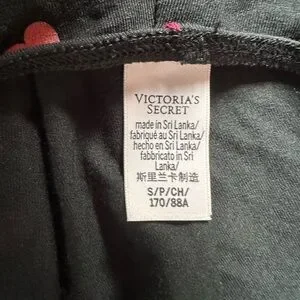 VICTORIA'S
SECRET
made in Sri Lanka/
fabriqué au Sri Lanka/
hecho en Sri Lanka/
fabbricato in Sri
Lanka/
斯里兰卡制造
S/P/CH/
170/88A